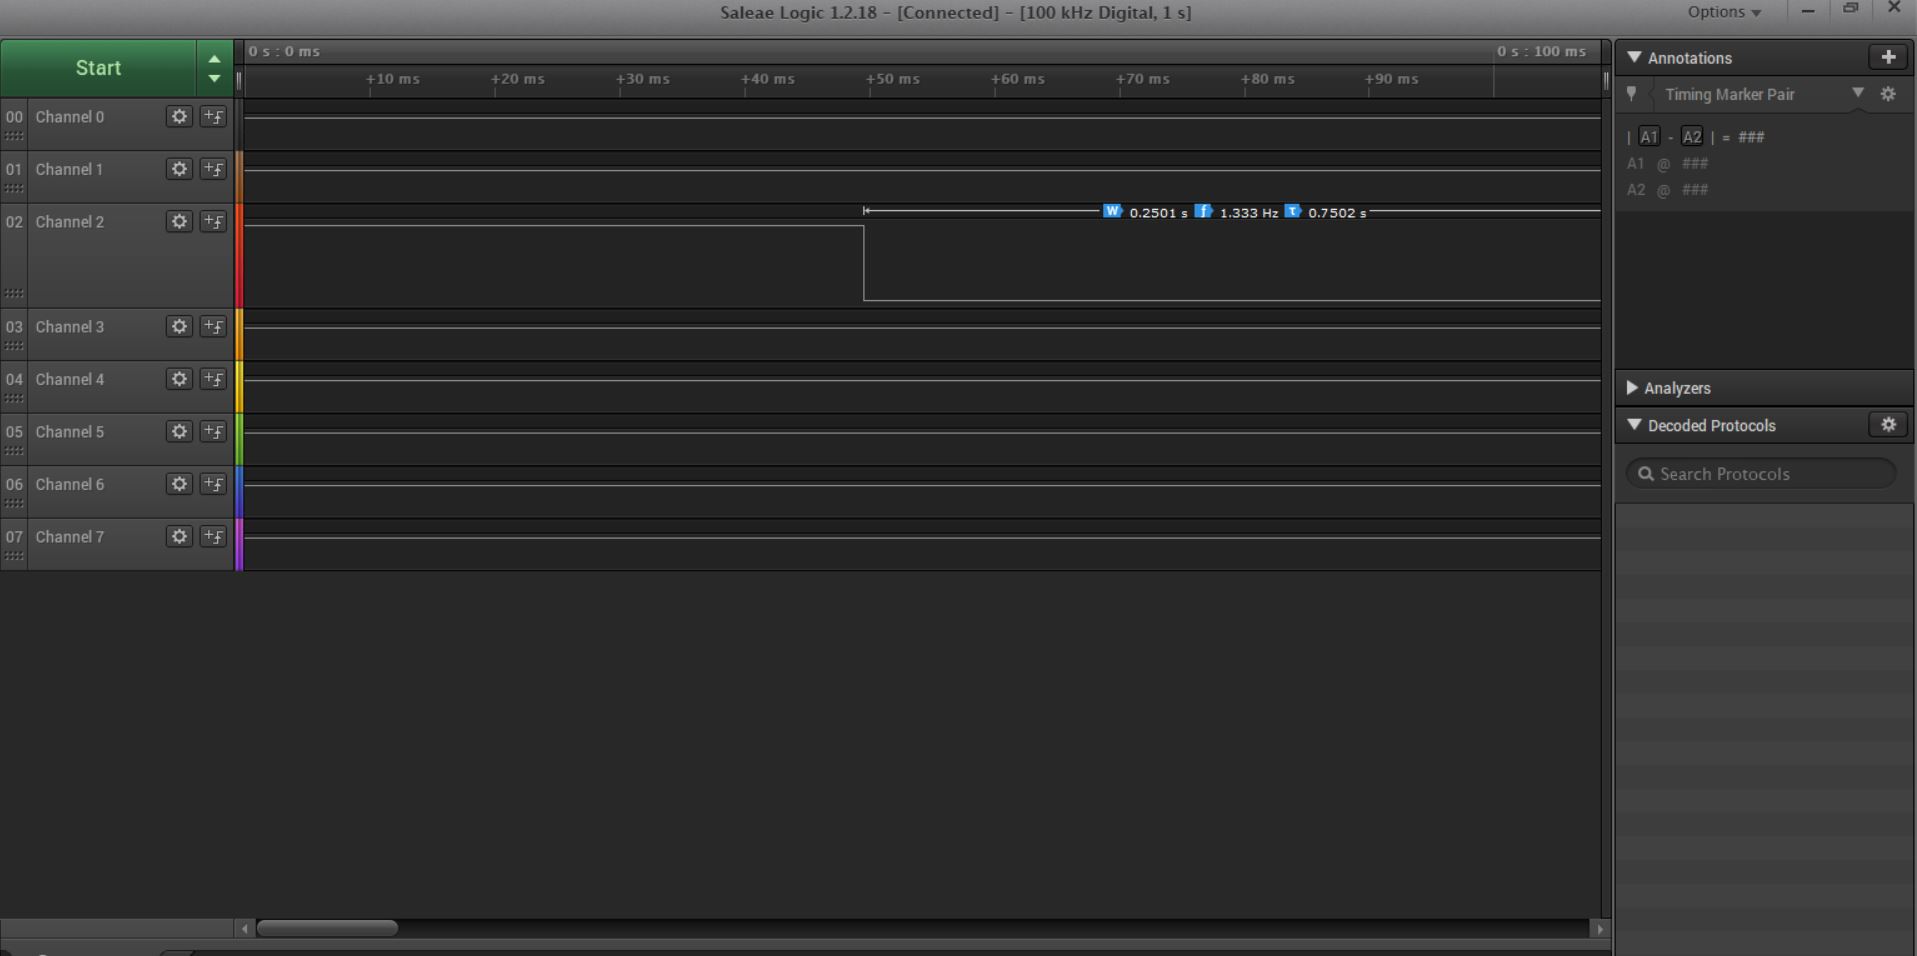 Saleae Logic 1.2.18 - [Connected] - [100 kHz Digital, 1 s]
Options
Start
0 s : 0 ms
0 s : 100 ms
+10 ms
+20 ms
+30 ms
+40 ms
+50 ms
+60 ms
+70 ms
+80 ms
+90 ms
00 Channel 0
01 Channel 1
02 Channel 2
W 0.2501 s f 1.333 Hz τ 0.7502 s
03 Channel 3
04 Channel 4
05 Channel 5
06 Channel 6
07 Channel 7
Annotations
Timing Marker Pair
| A1 - A2 | = ###
A1 @ ###
A2 @ ###
Analyzers
Decoded Protocols
Search Protocols